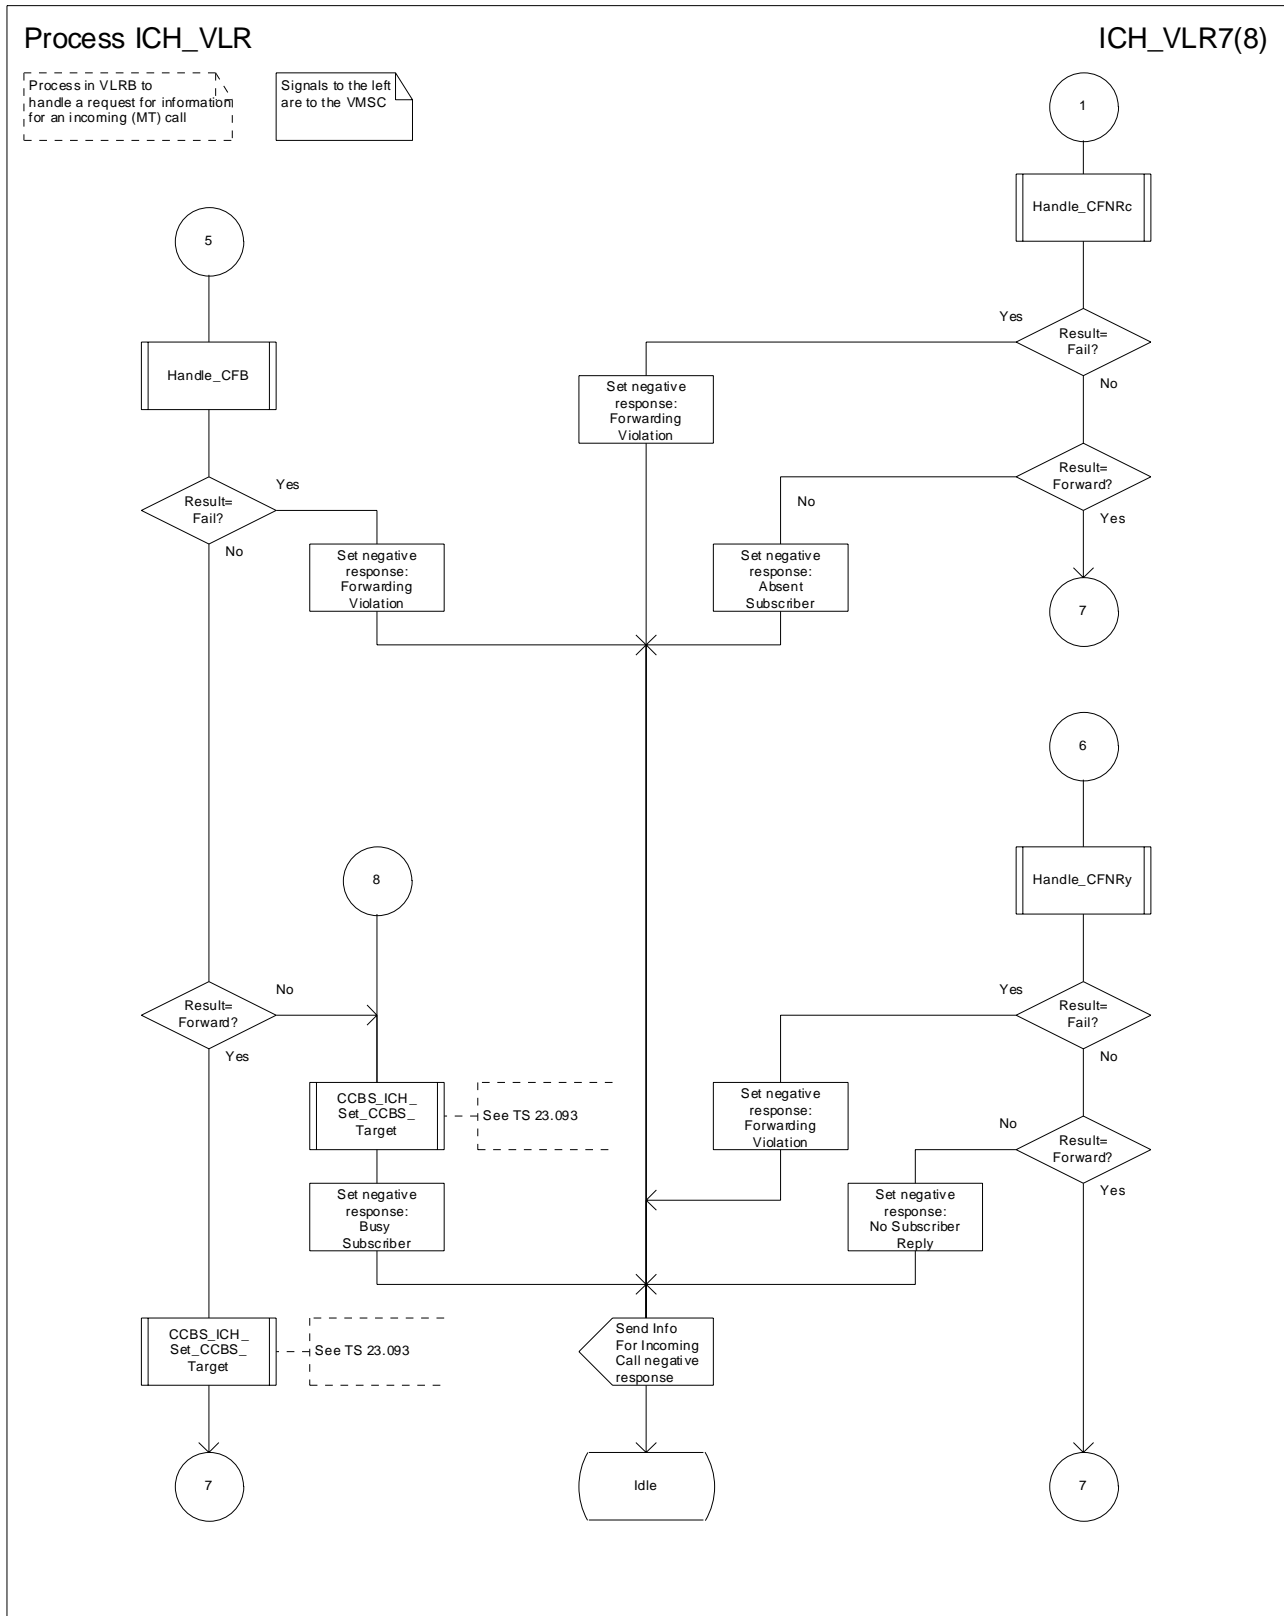 Process ICH_VLR
ICH_VLR7(8)
Process in VLRB to
handle a request for information
for an incoming (MT) call
Signals to the left
are to the VMSC
1
Handle_CFNRc
5
Yes
Result=
Fail?
No
Handle_CFB
Set negative
response:
Forwarding
Violation
Result=
Forward?
No
Yes
Result=
Fail?
Yes
No
Set negative
response:
Forwarding
Violation
Set negative
response:
Absent
Subscriber
7
6
Handle_CFNRy
8
Result=
Forward?
No
Yes
Yes
Result=
Fail?
No
CCBS_ICH_
Set_CCBS_
Target
See TS 23.093
Set negative
response:
Forwarding
Violation
No
Result=
Forward?
Yes
Set negative
response:
Busy
Subscriber
Set negative
response:
No Subscriber
Reply
CCBS_ICH_
Set_CCBS_
Target
See TS 23.093
Send Info
For Incoming
Call negative
response
7
Idle
7